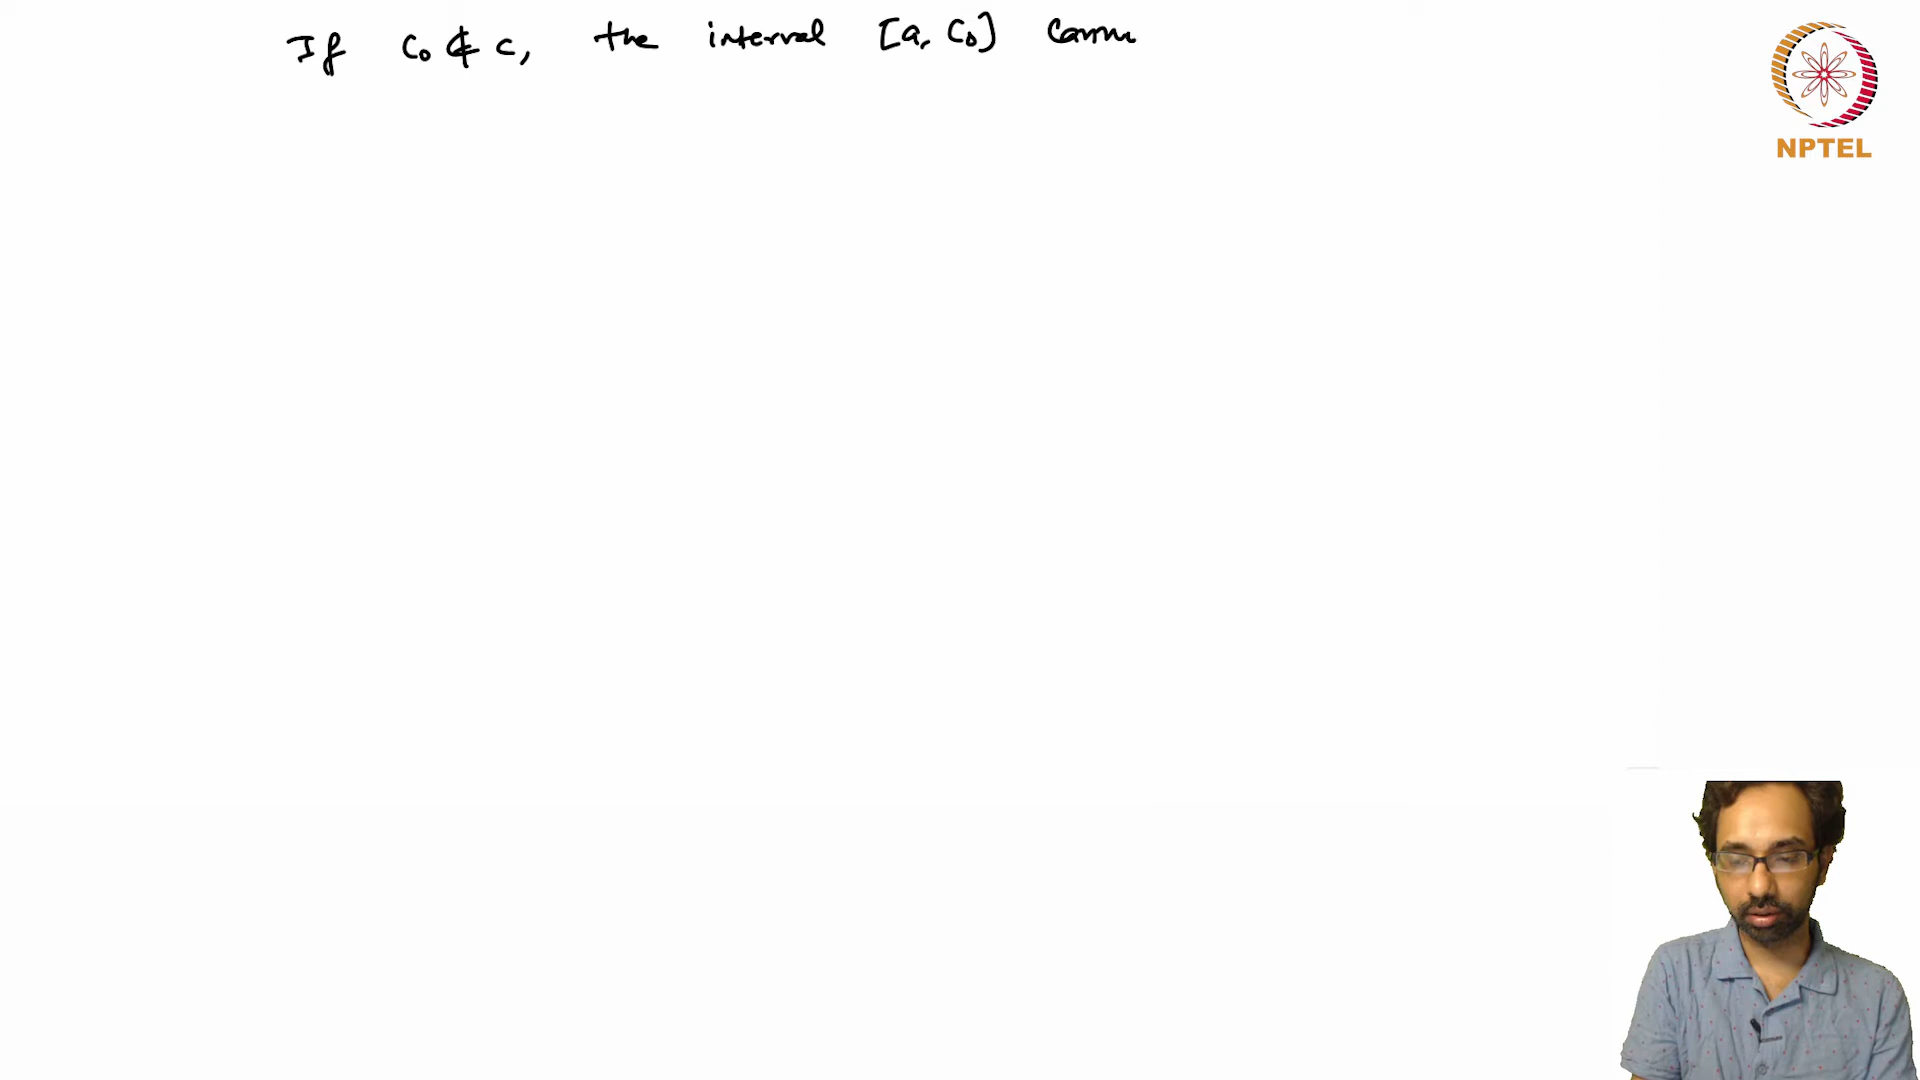 If c₀ ∉ C, the interval [a, c₀] cann
NPTEL